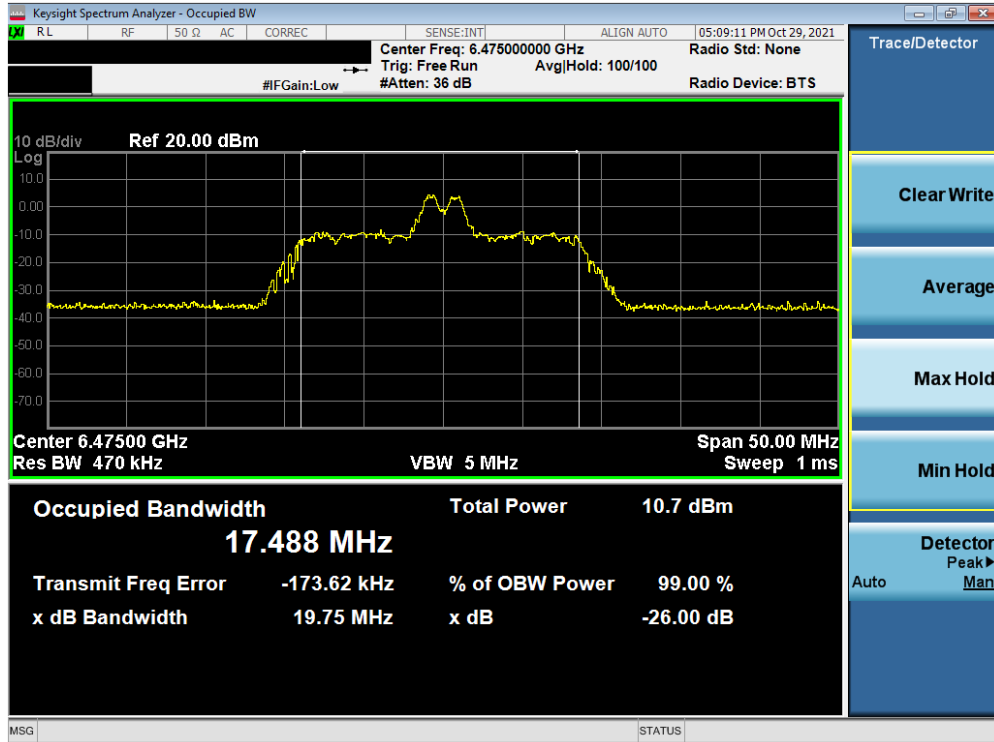 Keysight Spectrum Analyzer - Occupied BW
LXI RL RF 50 Ω AC CORREC SENSE:INT ALIGN AUTO 05:09:11 PM Oct 29, 2021
Center Freq: 6.475000000 GHz Radio Std: None
Trig: Free Run Avg|Hold: 100/100
#IFGain:Low #Atten: 36 dB Radio Device: BTS
Trace/Detector
10 dB/div Ref 20.00 dBm
Log
10.0
0.00
-10.0
-20.0
-30.0
-40.0
-50.0
-60.0
-70.0
Center 6.47500 GHz Span 50.00 MHz
Res BW 470 kHz VBW 5 MHz Sweep 1 ms
Occupied Bandwidth Total Power 10.7 dBm
17.488 MHz
Transmit Freq Error -173.62 kHz % of OBW Power 99.00 %
x dB Bandwidth 19.75 MHz x dB -26.00 dB
Clear Write
Average
Max Hold
Min Hold
Detector
Peak▶
Auto Man
MSG STATUS